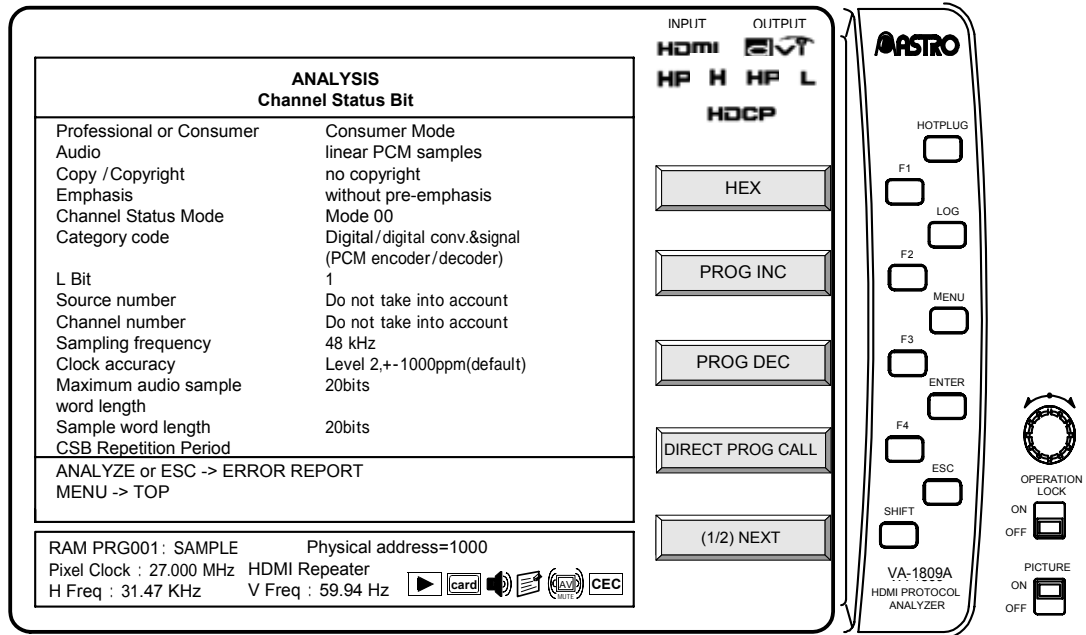 INPUT OUTPUT
HDMI DVI
HP H HP L
HDCP
ASTRO
ANALYSIS
Channel Status Bit
Professional or Consumer Consumer Mode
Audio linear PCM samples
Copy /Copyright no copyright
Emphasis without pre-emphasis
Channel Status Mode Mode 00
Category code Digital/digital conv.&signal
(PCM encoder/decoder)
L Bit 1
Source number Do not take into account
Channel number Do not take into account
Sampling frequency 48 kHz
Clock accuracy Level 2,+-1000ppm(default)
Maximum audio sample 20bits
word length
Sample word length 20bits
CSB Repetition Period
ANALYZE or ESC -> ERROR REPORT
MENU -> TOP
RAM PRG001: SAMPLE Physical address=1000
Pixel Clock : 27.000 MHz HDMI Repeater
H Freq : 31.47 KHz V Freq : 59.94 Hz card AV MUTE CEC
HEX
PROG INC
PROG DEC
DIRECT PROG CALL
(1/2) NEXT
HOTPLUG
F1
LOG
F2
MENU
F3
ENTER
F4
ESC
SHIFT
VA-1809A
HDMI PROTOCOL
ANALYZER
OPERATION
LOCK
ON
OFF
PICTURE
ON
OFF